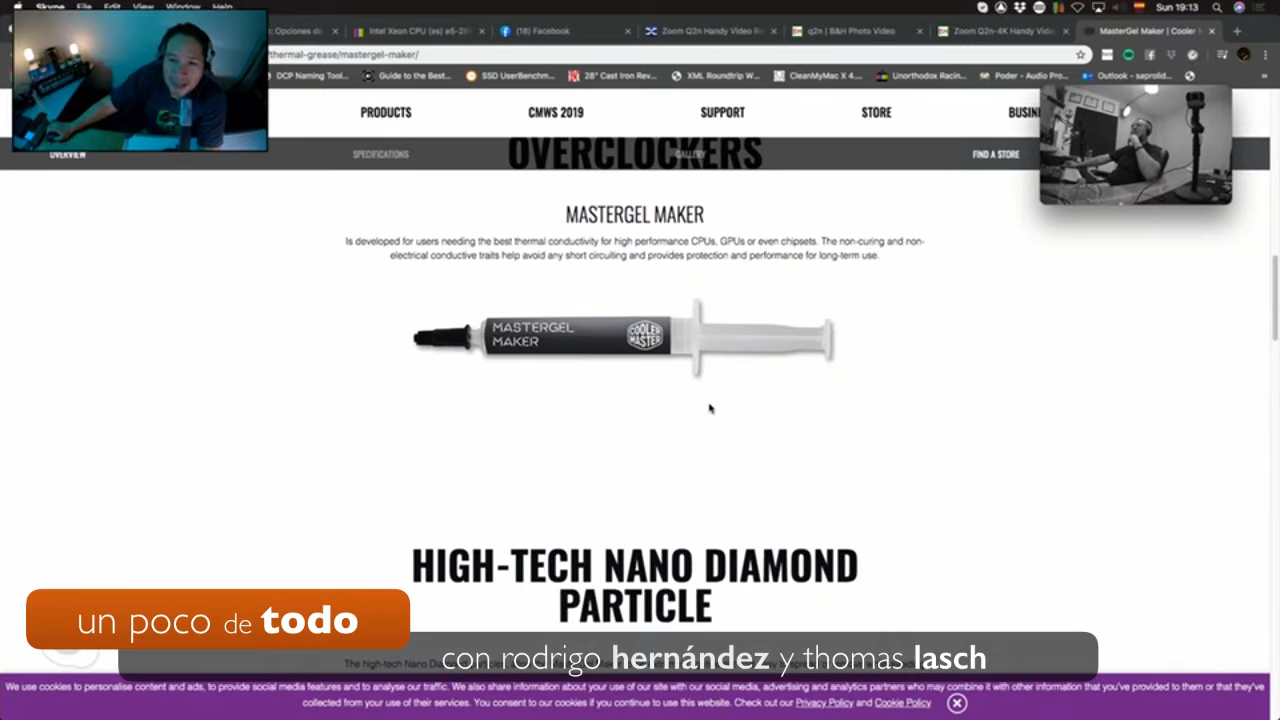 Skype File Edit View Window Help
Sun 19:13
Opciones d
Intel Xeon CPU (es) e5-2
(18) Facebook
Zoom Q2n Handy Video Re
q2n | B&H Photo Video
Zoom Q2n-4K Handy Vid
MasterGel Maker | Cooler
/thermal-grease/mastergel-maker/
DCP Naming Tool...
Guide to the Best...
SSD UserBenchm...
28" Cast Iron Rev...
XML Roundtrip W...
CleanMyMac X 4....
Unorthodox Racin...
Poder - Audio Pro...
Outlook - saprolid...
PRODUCTS
CMWS 2019
SUPPORT
STORE
BUSIN
OVERCLOCKERS
OVERVIEW
SPECIFICATIONS
GALLERY
FIND A STORE
MASTERGEL MAKER
Is developed for users needing the best thermal conductivity for high performance CPUs, GPUs or even chipsets. The non-curing and non-
electrical conductive traits help avoid any short circuiting and provides protection and performance for long-term use.
MASTERGEL
MAKER
COOLER
MASTER
HIGH-TECH NANO DIAMOND
PARTICLE
un poco de todo
con rodrigo hernández y thomas lasch
The high-tech Nano
We use cookies to personalise content and ads, to provide social media features and to analyse our traffic. We also share information about your use of our site with our social media, advertising and analytics partners who may combine it with other information that you've provided to them or that they've
collected from your use of their services. You consent to our cookies if you continue to use this website. Check out our Privacy Policy and Cookie Policy